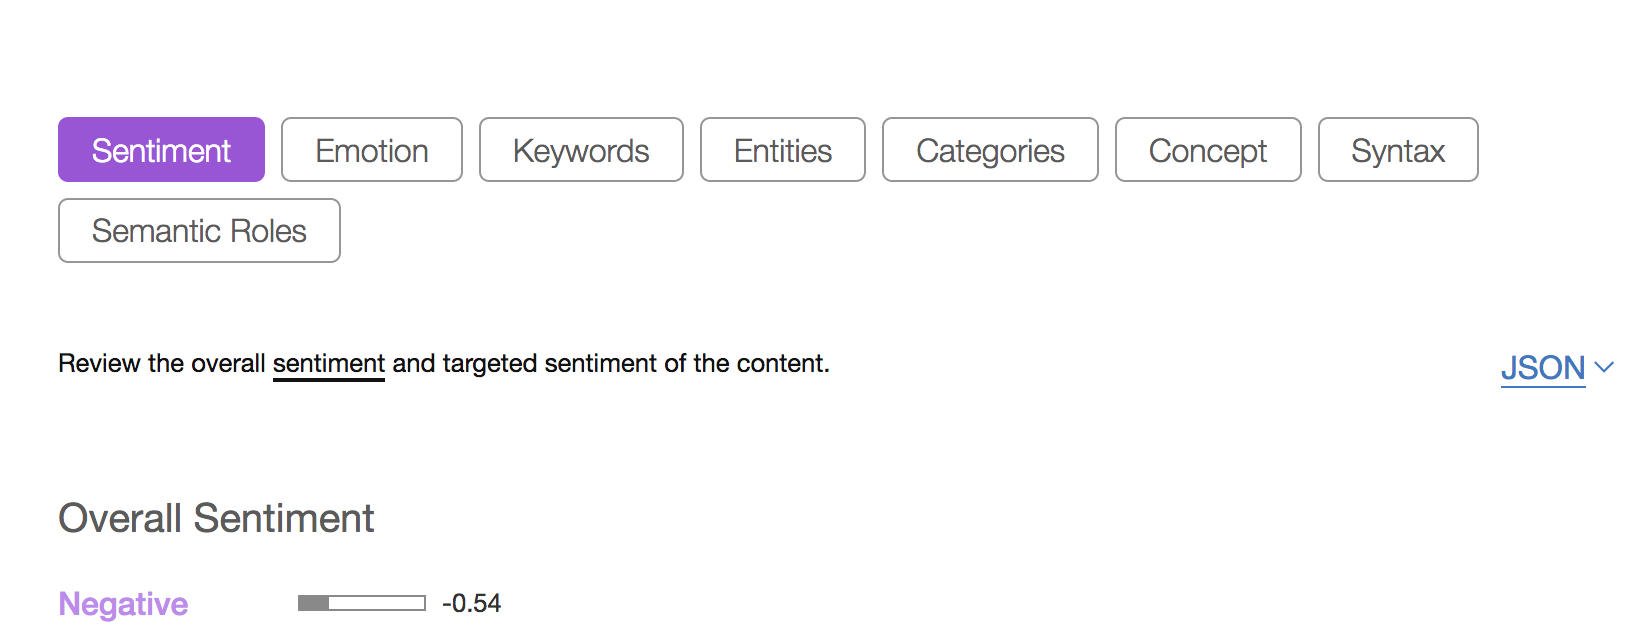 Sentiment Emotion Keywords Entities Categories Concept Syntax
Semantic Roles
Review the overall sentiment and targeted sentiment of the content.
JSON
Overall Sentiment
Negative -0.54